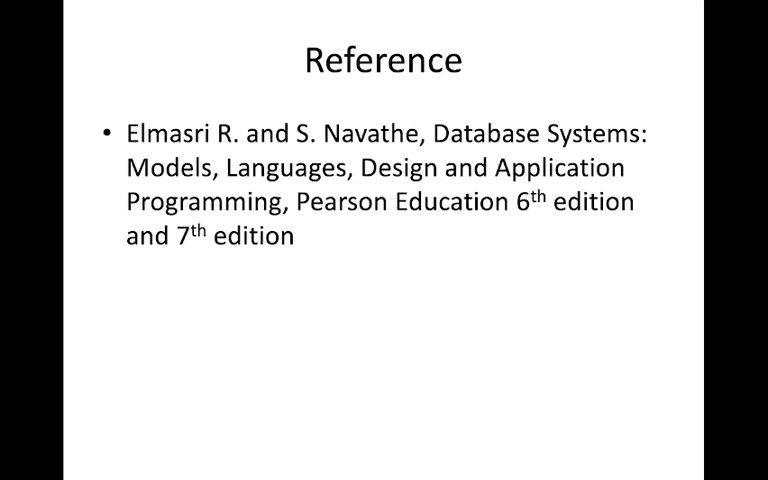 Reference
• Elmasri R. and S. Navathe, Database Systems:
Models, Languages, Design and Application
Programming, Pearson Education 6th edition
and 7th edition